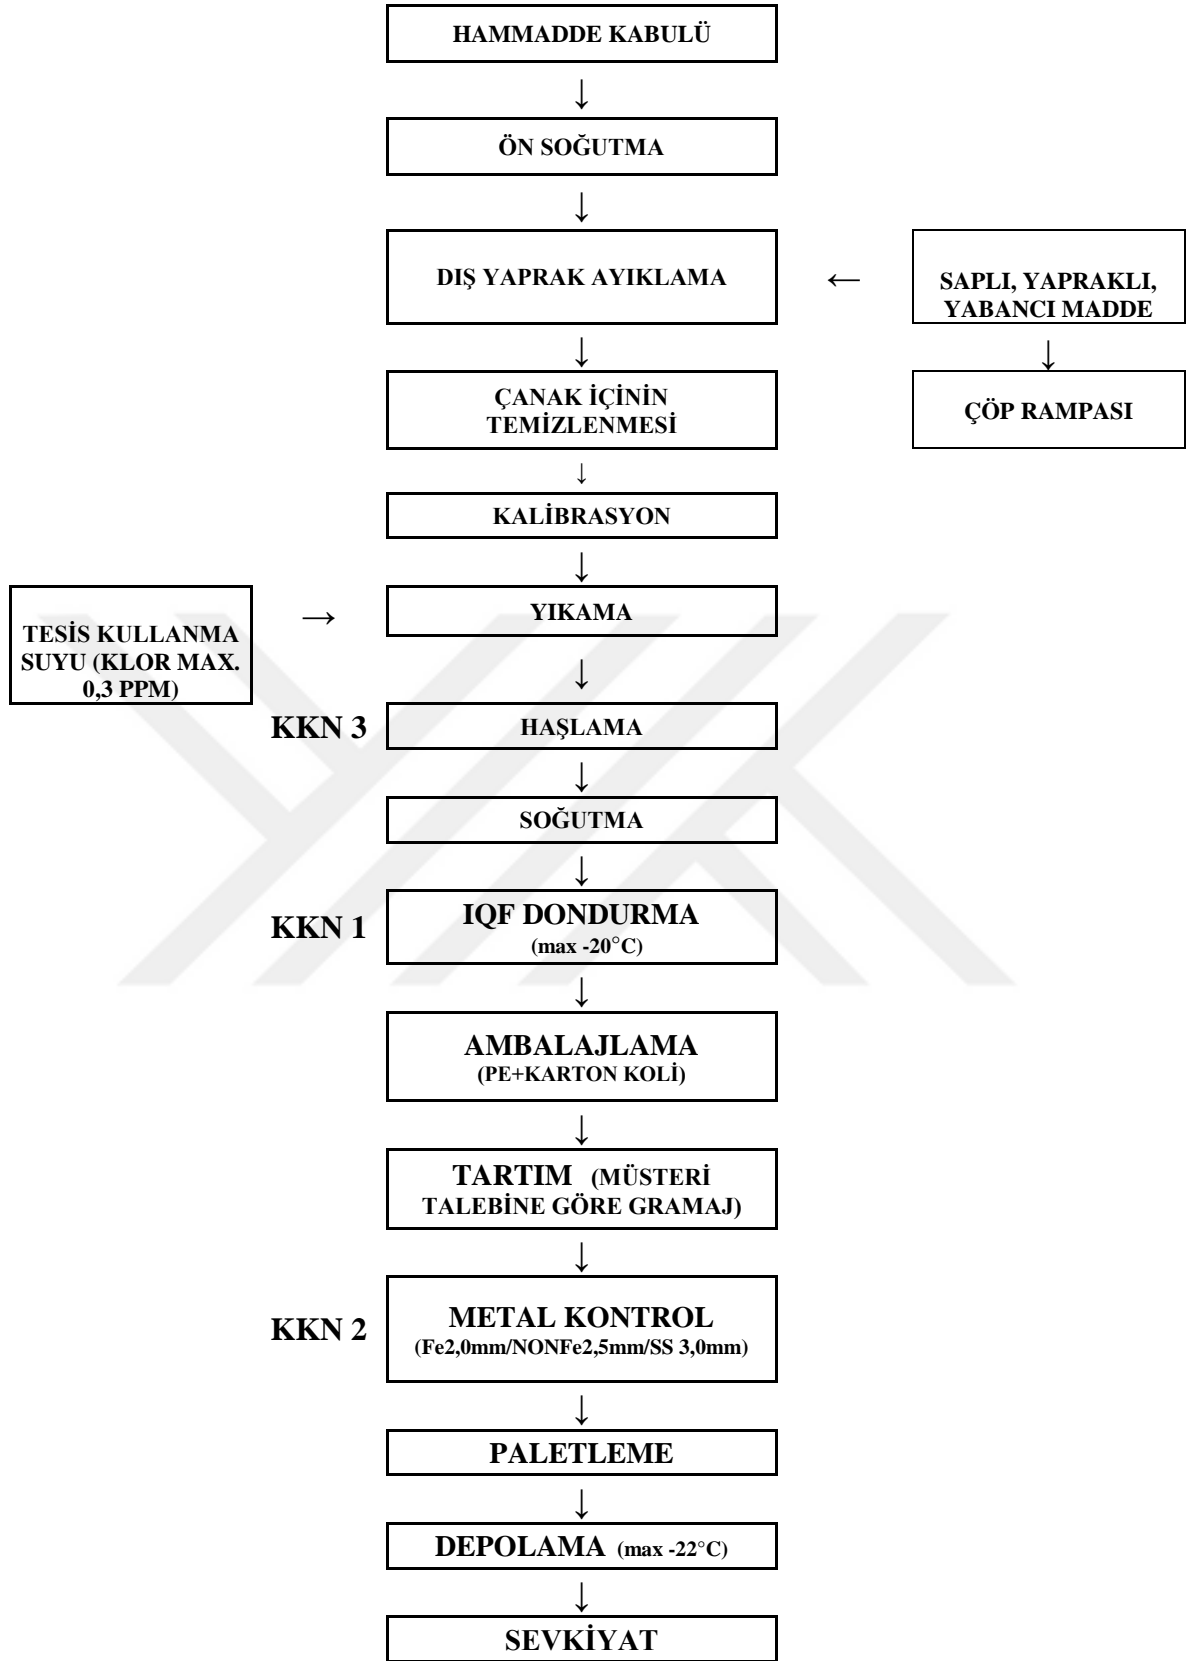 HAMMADDE KABULÜ
↓
ÖN SOĞUTMA
↓
DIŞ YAPRAK AYIKLAMA
←
SAPLI, YAPRAKLI,
YABANCI MADDE
↓
↓
ÇANAK İÇİNİN
TEMİZLENMESİ
ÇÖP RAMPASI
↓
KALİBRASYON
↓
TESİS KULLANMA
SUYU (KLOR MAX.
0,3 PPM)
→
YIKAMA
↓
KKN 3
HAŞLAMA
↓
SOĞUTMA
↓
KKN 1
IQF DONDURMA
(max -20°C)
↓
AMBALAJLAMA
(PE+KARTON KOLİ)
↓
TARTIM (MÜSTERİ
TALEBİNE GÖRE GRAMAJ)
↓
KKN 2
METAL KONTROL
(Fe2,0mm/NONFe2,5mm/SS 3,0mm)
↓
PALETLEME
↓
DEPOLAMA (max -22°C)
↓
SEVKİYAT